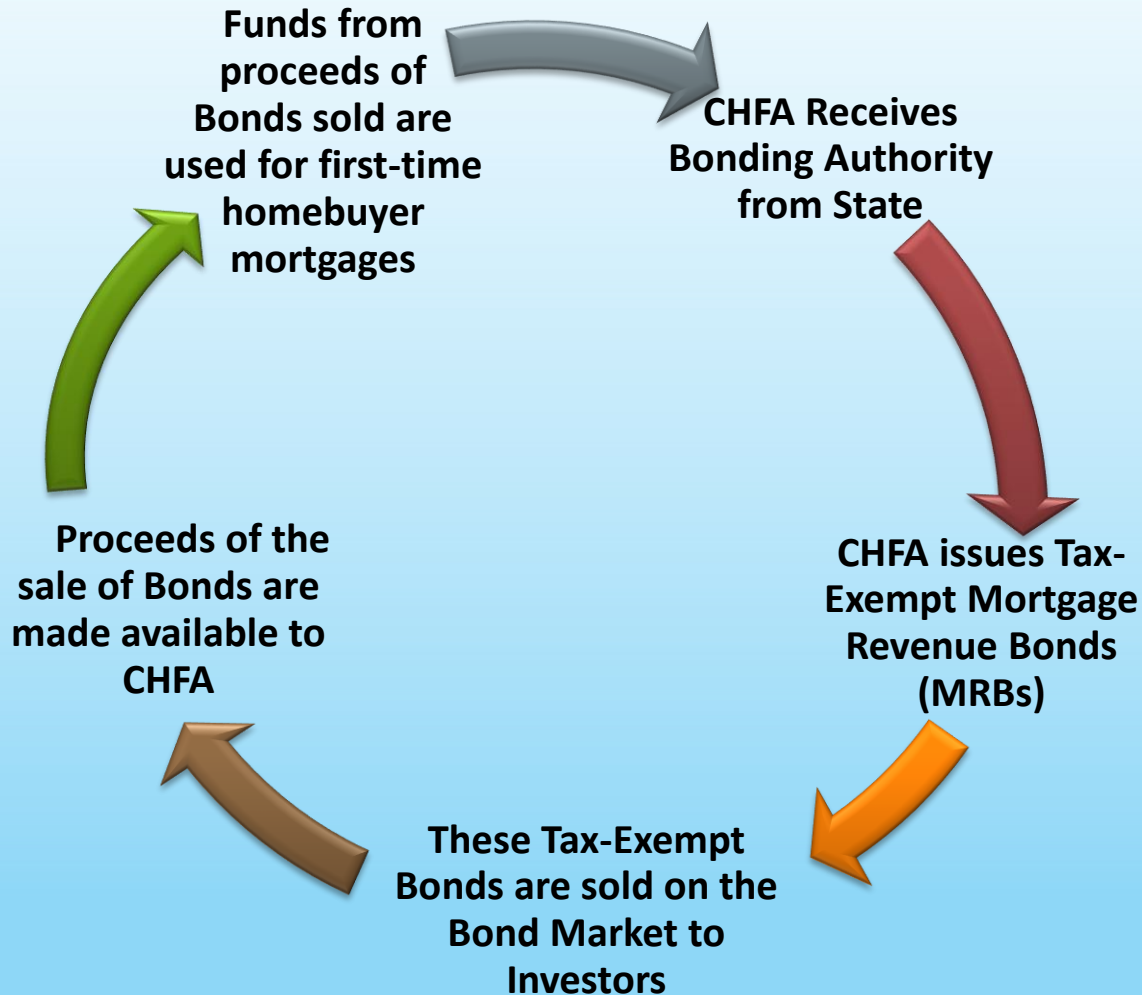 Funds from
proceeds of
Bonds sold are
used for first-time
homebuyer
mortgages
CHFA Receives
Bonding Authority
from State
CHFA issues Tax-
Exempt Mortgage
Revenue Bonds
(MRBs)
These Tax-Exempt
Bonds are sold on the
Bond Market to
Investors
Proceeds of the
sale of Bonds are
made available to
CHFA